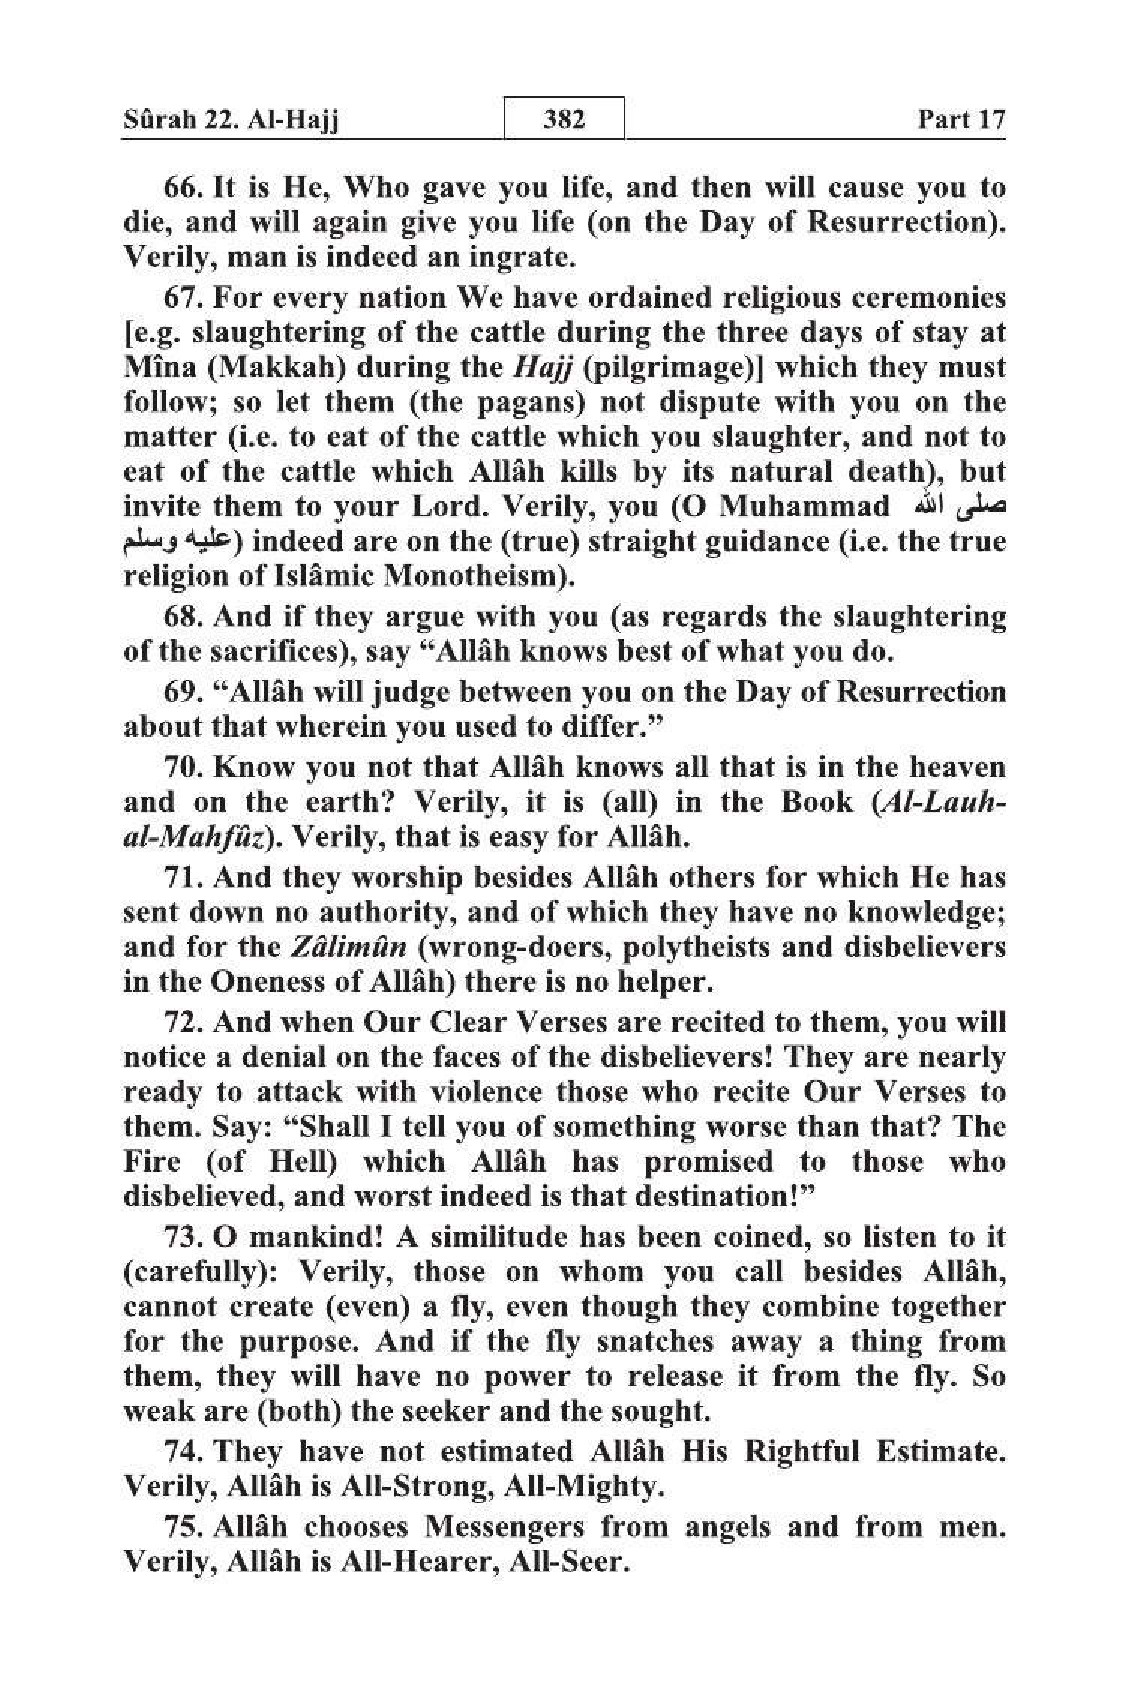 Sûrah 22. Al-Hajj 382 Part 17
66. It is He, Who gave you life, and then will cause you to
die, and will again give you life (on the Day of Resurrection).
Verily, man is indeed an ingrate.
67. For every nation We have ordained religious ceremonies
[e.g. slaughtering of the cattle during the three days of stay at
Mîna (Makkah) during the Hajj (pilgrimage)] which they must
follow; so let them (the pagans) not dispute with you on the
matter (i.e. to eat of the cattle which you slaughter, and not to
eat of the cattle which Allâh kills by its natural death), but
invite them to your Lord. Verily, you (O Muhammad صلى الله
عليه وسلم) indeed are on the (true) straight guidance (i.e. the true
religion of Islâmic Monotheism).
68. And if they argue with you (as regards the slaughtering
of the sacrifices), say “Allâh knows best of what you do.
69. “Allâh will judge between you on the Day of Resurrection
about that wherein you used to differ.”
70. Know you not that Allâh knows all that is in the heaven
and on the earth? Verily, it is (all) in the Book (Al-Lauh-
al-Mahfûz). Verily, that is easy for Allâh.
71. And they worship besides Allâh others for which He has
sent down no authority, and of which they have no knowledge;
and for the Zâlimûn (wrong-doers, polytheists and disbelievers
in the Oneness of Allâh) there is no helper.
72. And when Our Clear Verses are recited to them, you will
notice a denial on the faces of the disbelievers! They are nearly
ready to attack with violence those who recite Our Verses to
them. Say: “Shall I tell you of something worse than that? The
Fire (of Hell) which Allâh has promised to those who
disbelieved, and worst indeed is that destination!”
73. O mankind! A similitude has been coined, so listen to it
(carefully): Verily, those on whom you call besides Allâh,
cannot create (even) a fly, even though they combine together
for the purpose. And if the fly snatches away a thing from
them, they will have no power to release it from the fly. So
weak are (both) the seeker and the sought.
74. They have not estimated Allâh His Rightful Estimate.
Verily, Allâh is All-Strong, All-Mighty.
75. Allâh chooses Messengers from angels and from men.
Verily, Allâh is All-Hearer, All-Seer.